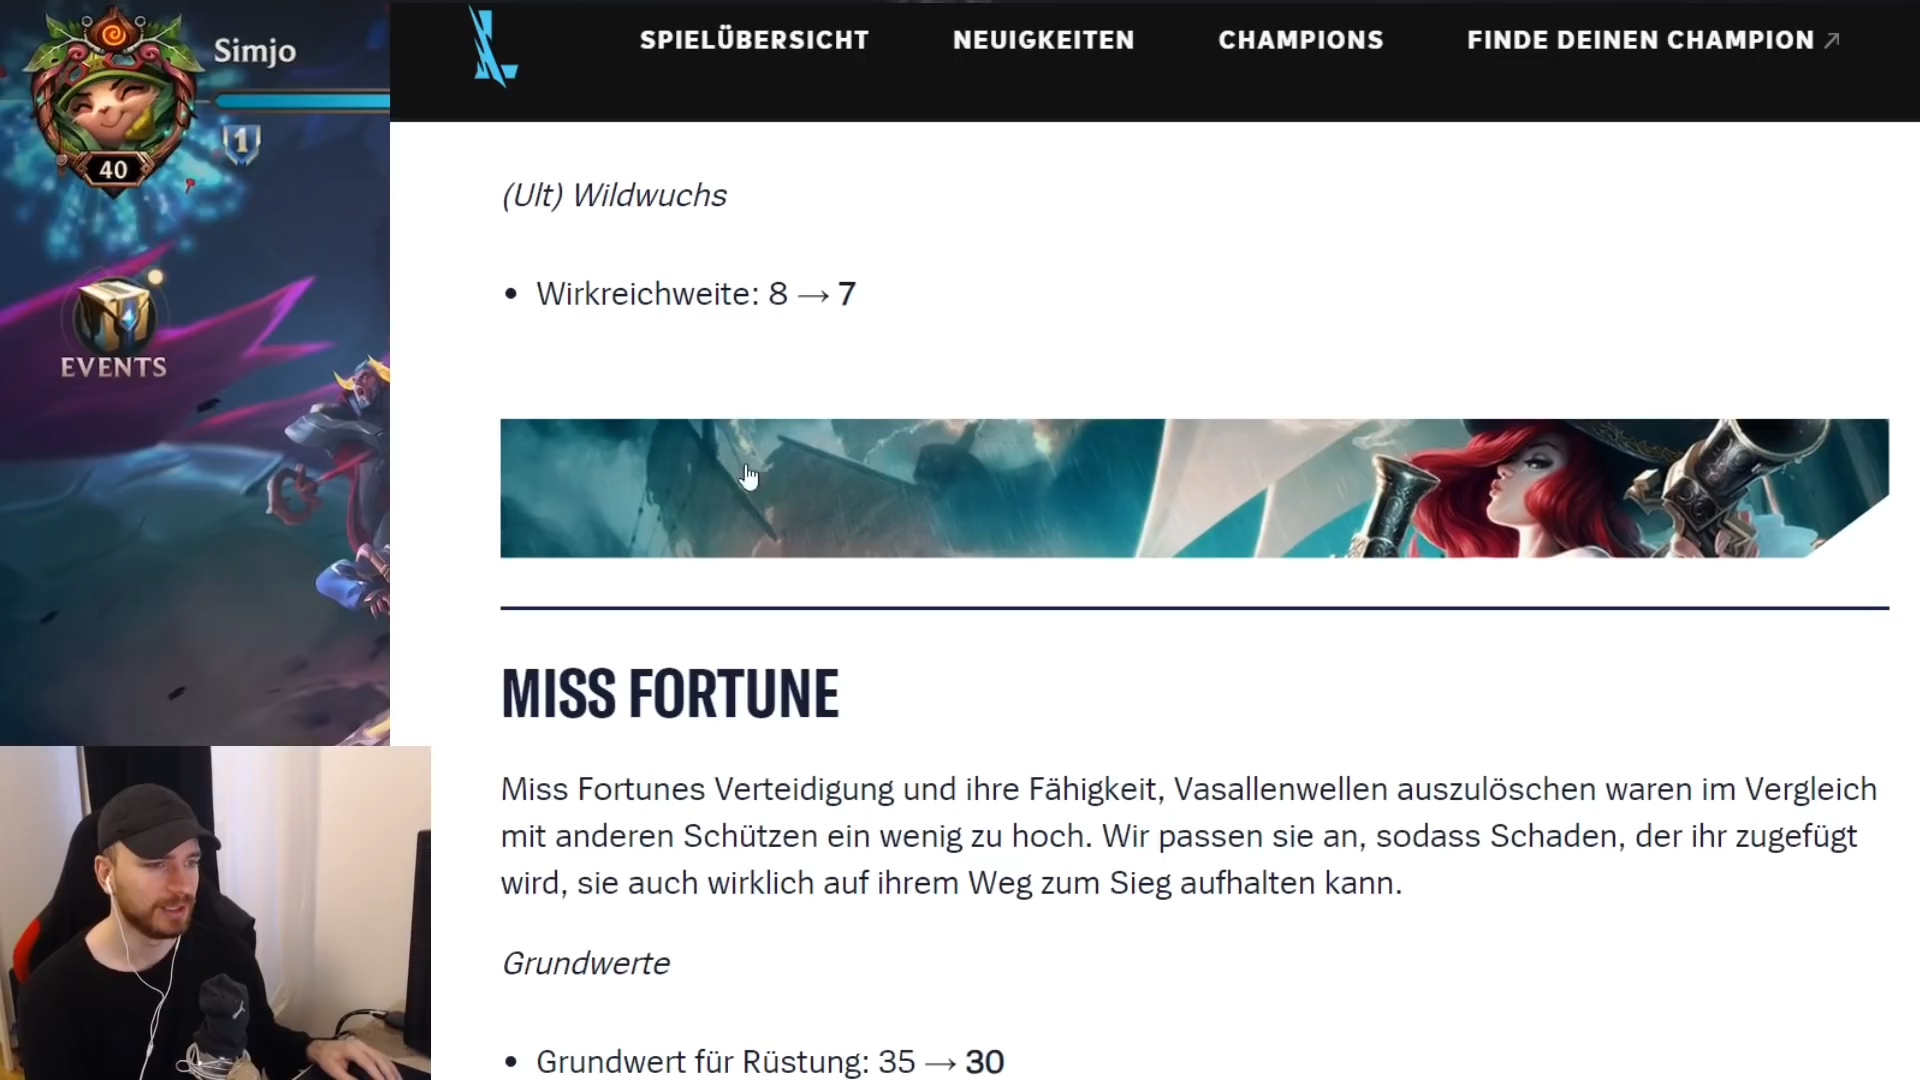 Simjo
1
40
EVENTS
SPIELÜBERSICHT NEUIGKEITEN CHAMPIONS FINDE DEINEN CHAMPION ↗
(Ult) Wildwuchs
• Wirkreichweite: 8 → 7
MISS FORTUNE
Miss Fortunes Verteidigung und ihre Fähigkeit, Vasallenwellen auszulöschen waren im Vergleich
mit anderen Schützen ein wenig zu hoch. Wir passen sie an, sodass Schaden, der ihr zugefügt
wird, sie auch wirklich auf ihrem Weg zum Sieg aufhalten kann.
Grundwerte
• Grundwert für Rüstung: 35 → 30